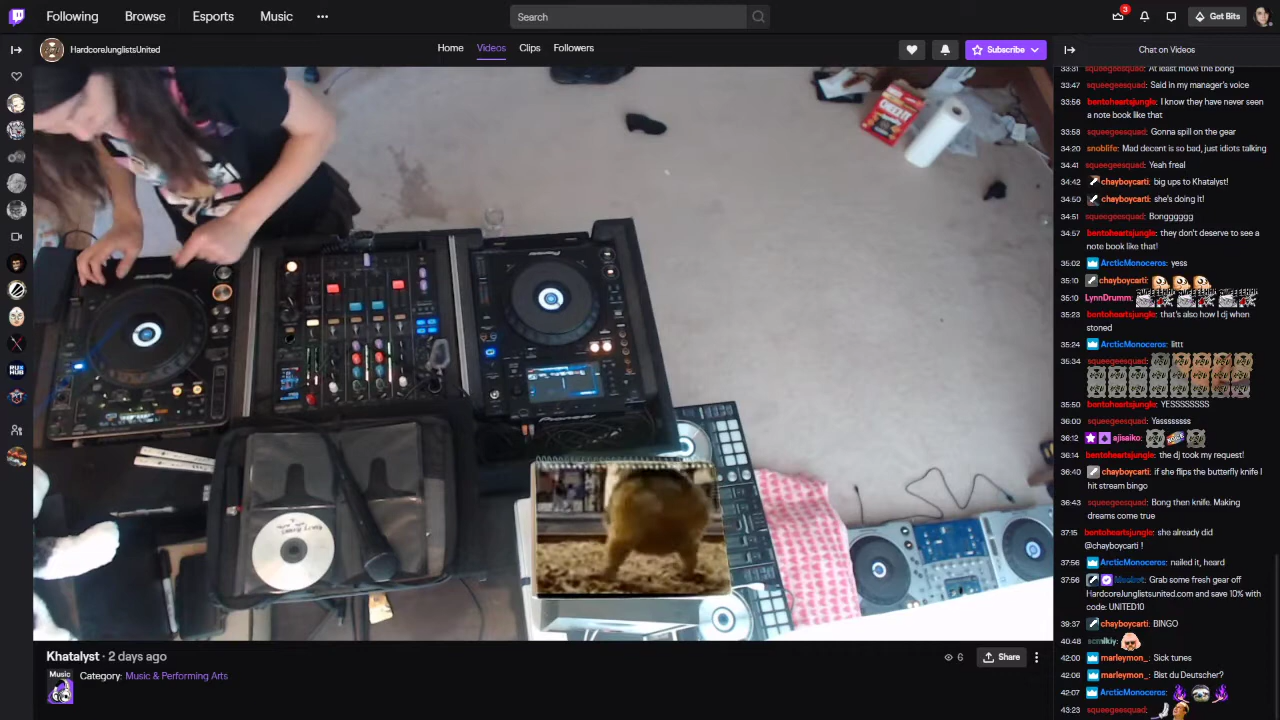 Following
Browse
Esports
Music
Search
3
Get Bits
HardcoreJunglistsUnited
Home
Videos
Clips
Followers
Subscribe
Chat on Videos
33:31 squeegeesquad: At least move the bong
33:47 squeegeesquad: Said in my manager's voice
33:56 bentoheartsjungle: I know they have never seen
a note book like that
33:58 squeegeesquad: Gonna spill on the gear
34:20 snoblife: Mad decent is so bad, just idiots talking
34:41 squeegeesquad: Yeah freal
34:42 chayboycarti: big ups to Khatalyst!
34:50 chayboycarti: she's doing it!
34:51 squeegeesquad: Bongggggg
34:57 bentoheartsjungle: they don't deserve to see a
note book like that!
35:02 ArcticMonoceros: yess
35:10 chayboycarti:
35:10 LynnDrumm:
35:23 bentoheartsjungle: that's also how I dj when
stoned
35:24 ArcticMonoceros: littt
35:34 squeegeesquad:
35:50 bentoheartsjungle: YESSSSSSSS
36:00 squeegeesquad: Yasssssss
36:12 ajisaiko:
36:14 bentoheartsjungle: the dj took my request!
36:40 chayboycarti: if she flips the butterfly knife I
hit stream bingo
36:43 squeegeesquad: Bong then knife. Making
dreams come true
37:15 bentoheartsjungle: she already did
@chayboycarti !
37:56 ArcticMonoceros: nailed it, heard
37:56 Moobot: Grab some fresh gear off
HardcoreJunglistsunited.com and save 10% with
code: UNITED10
39:37 chayboycarti: BINGO
40:48 scmilkiy:
42:00 marleymon_: Sick tunes
42:06 marleymon_: Bist du Deutscher?
42:07 ArcticMonoceros:
43:23 squeegeesquad:
CHEEZ-IT
Pioneer
Khatalyst · 2 days ago
6
Share
Music
Category: Music & Performing Arts